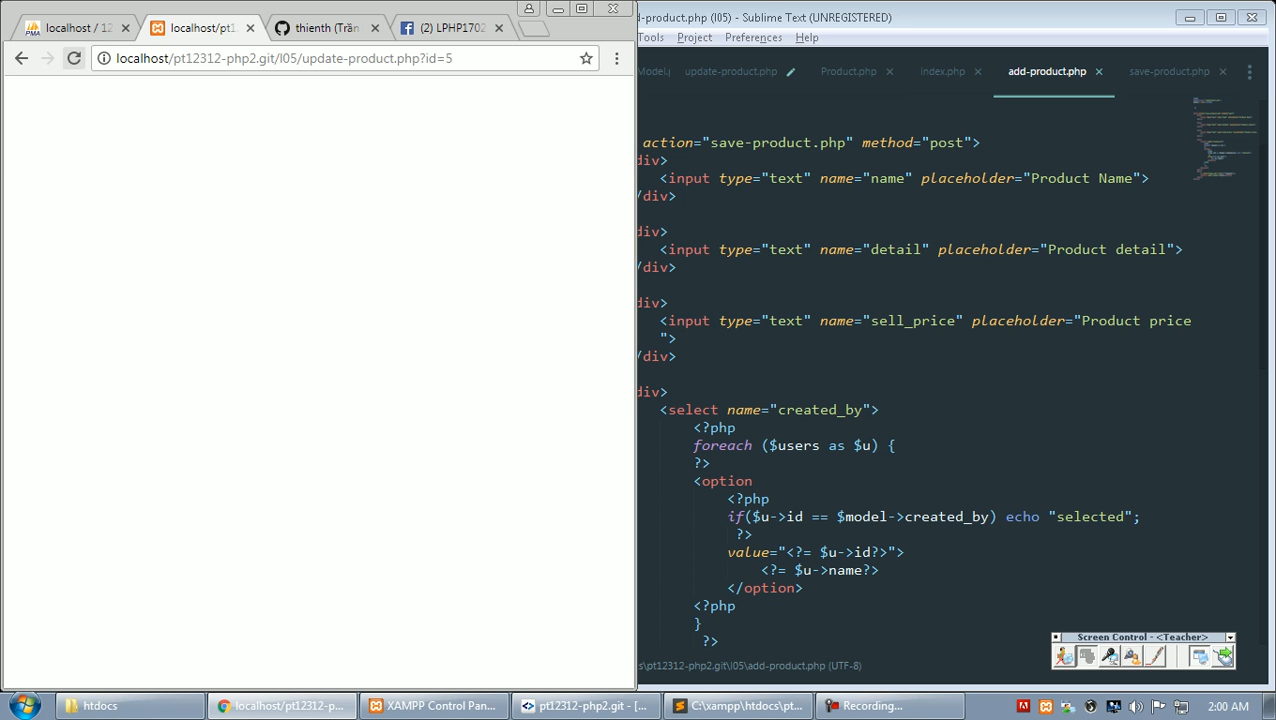 localhost / 12
localhost/pt1
thienth (Trần
(2) LPHP1702
localhost/pt12312-php2.git/l05/update-product.php?id=5
d-product.php (l05) - Sublime Text (UNREGISTERED)
Tools Project Preferences Help
Model.
update-product.php
Product.php
index.php
add-product.php
save-product.php
action="save-product.php" method="post">
div>
<input type="text" name="name" placeholder="Product Name">
/div>
div>
<input type="text" name="detail" placeholder="Product detail">
/div>
div>
<input type="text" name="sell_price" placeholder="Product price
">
/div>
div>
<select name="created_by">
<?php
foreach ($users as $u) {
?>
<option
<?php
if($u->id == $model->created_by) echo "selected";
?>
value="<?= $u->id?>">
<?= $u->name?>
</option>
<?php
}
?>
Screen Control - <Teacher>
s\pt12312-php2.git\l05\add-product.php (UTF-8)
htdocs
localhost/pt12312-p...
XAMPP Control Pan...
pt12312-php2.git - [...
C:\xampp\htdocs\pt...
Recording...
2:00 AM